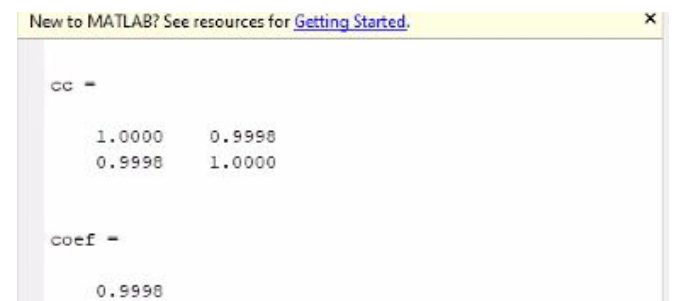 New to MATLAB? See resources for Getting Started.
cc =
1.0000 0.9998
0.9998 1.0000
coef =
0.9998